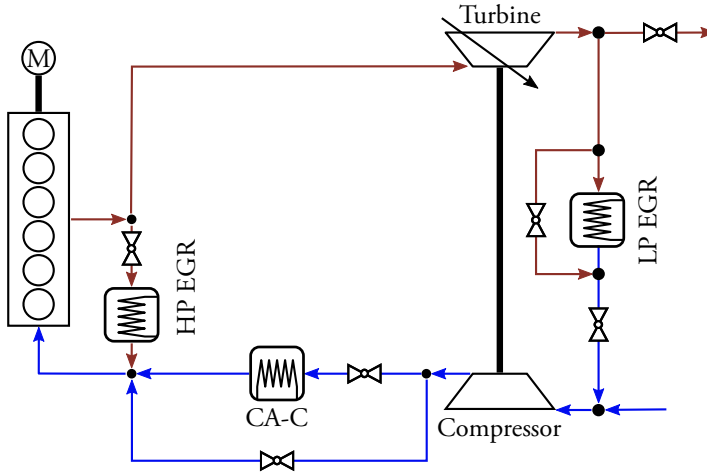 Turbine
M
LP EGR
HP EGR
CA-C
Compressor